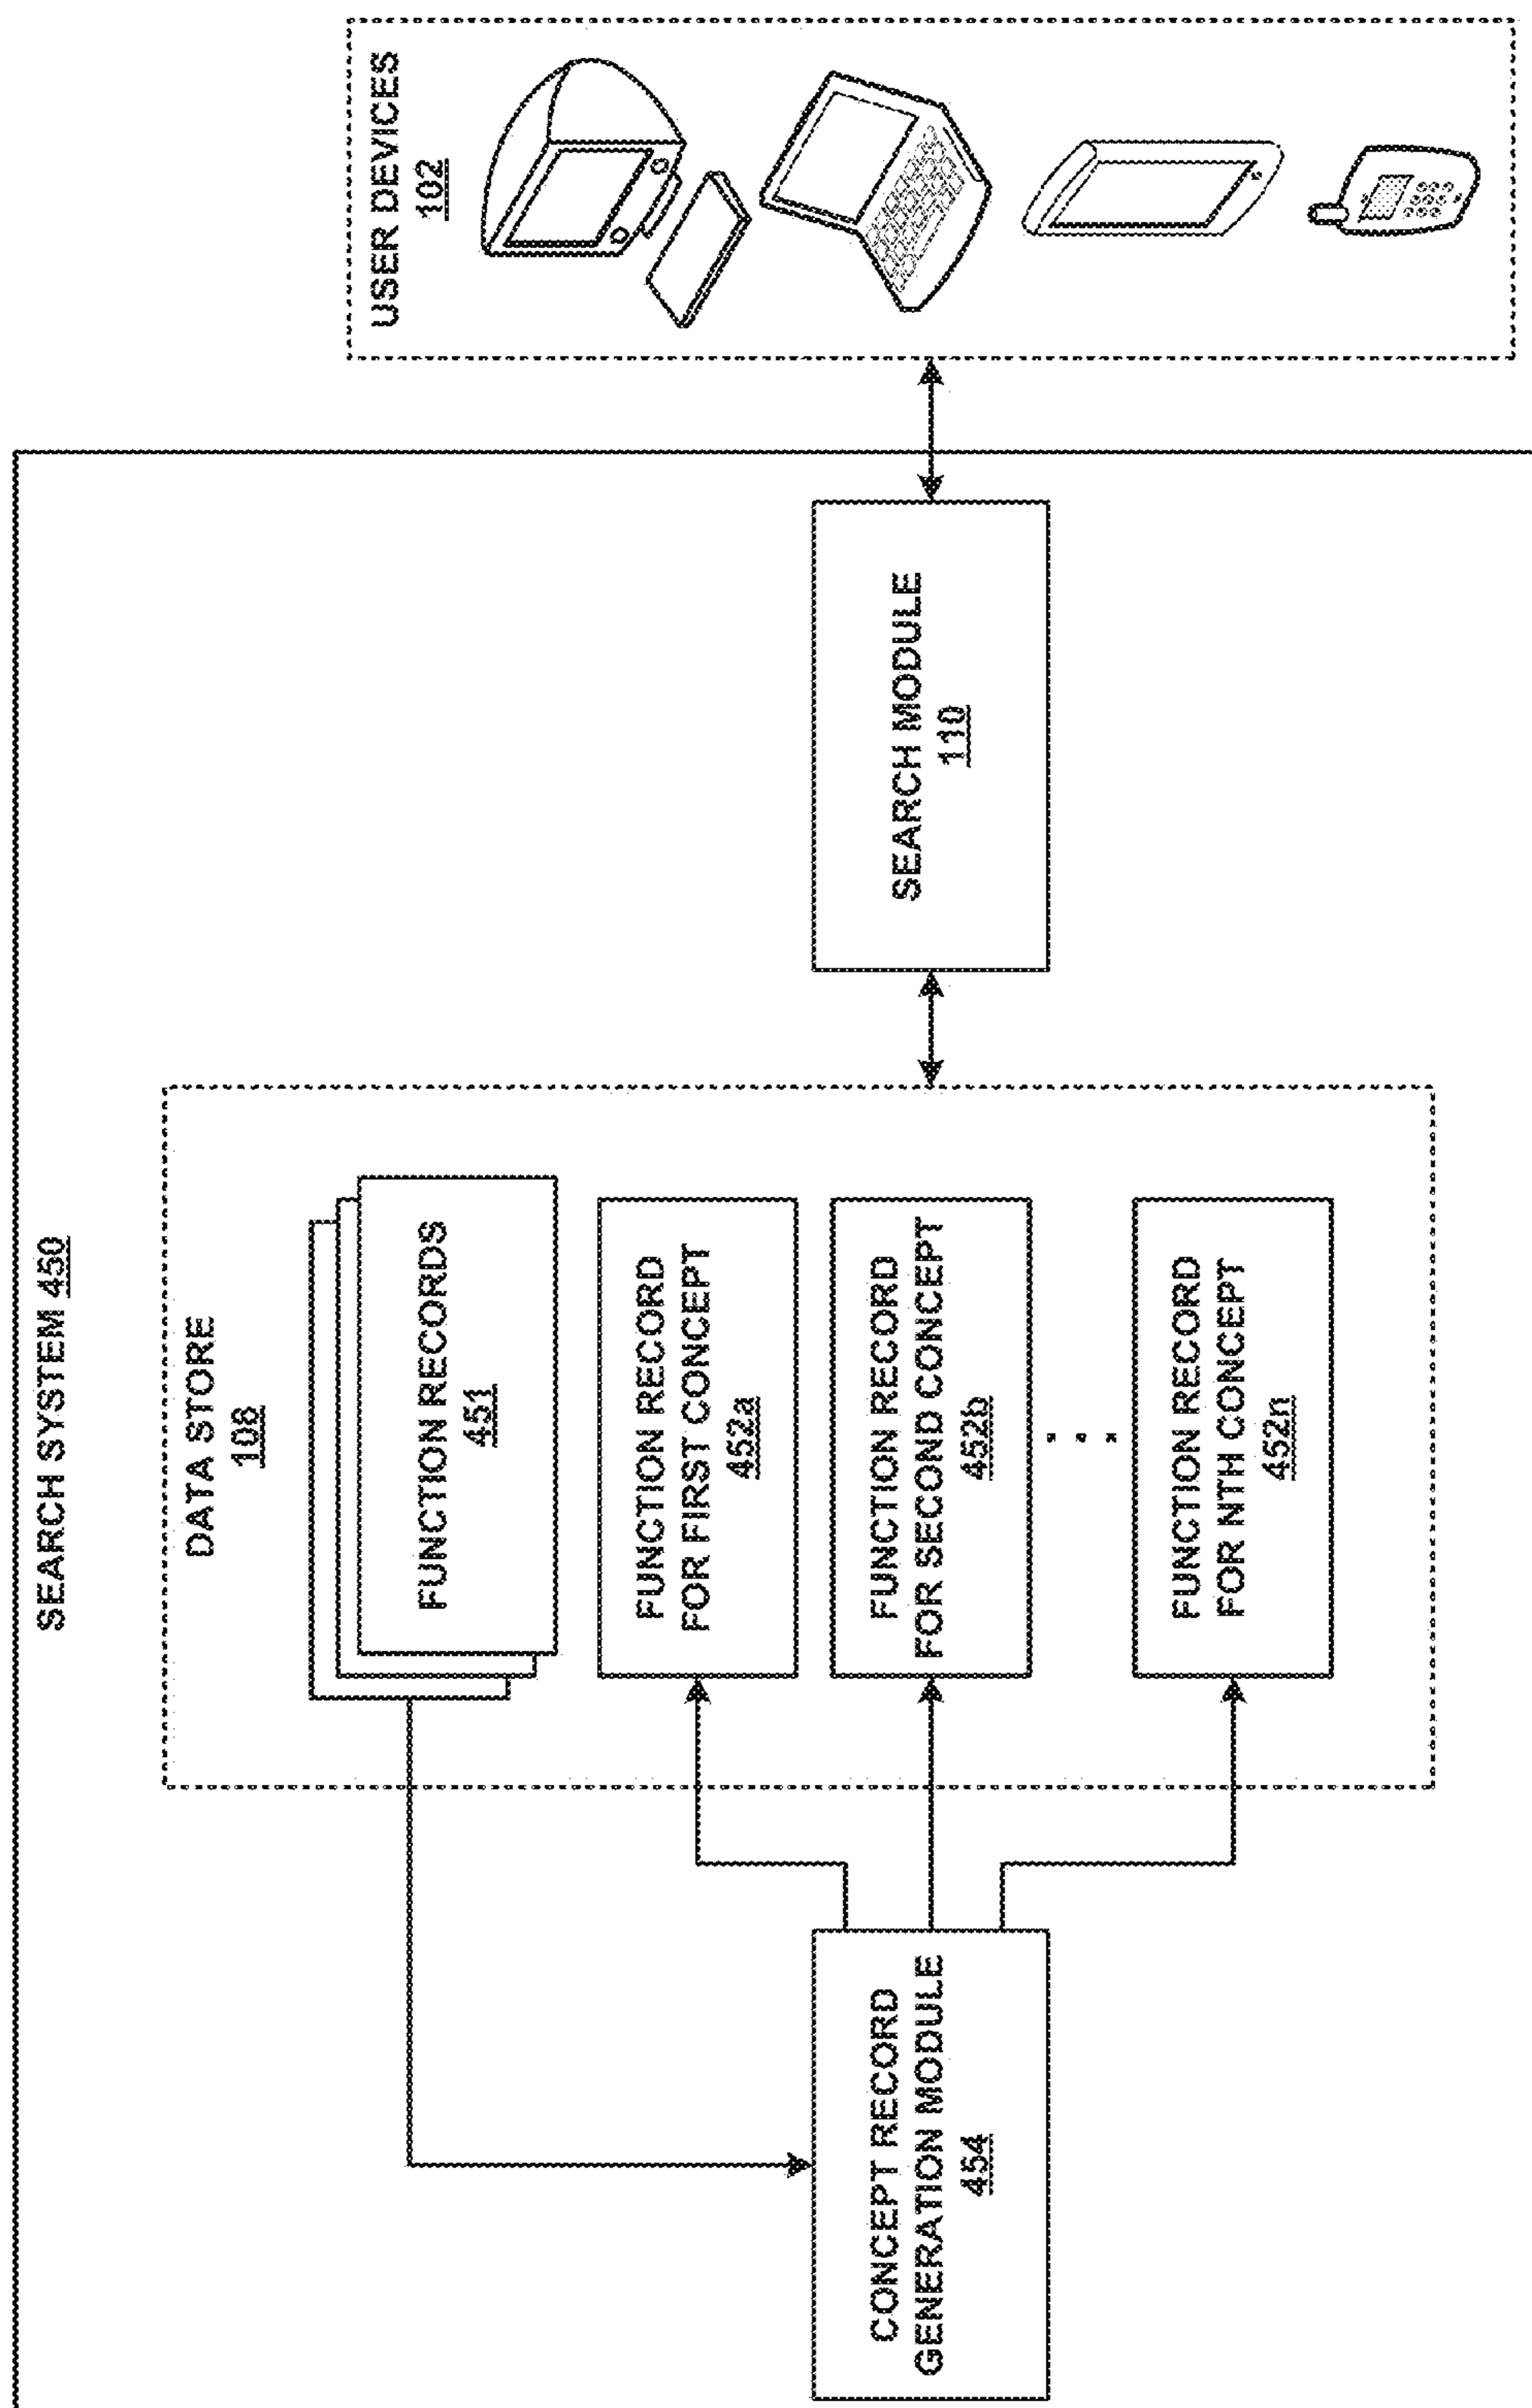 SEARCH SYSTEM 450
DATA STORE
108
FUNCTION RECORDS
451
FUNCTION RECORD
FOR FIRST CONCEPT
452a
FUNCTION RECORD
FOR SECOND CONCEPT
452b
. . .
FUNCTION RECORD
FOR NTH CONCEPT
452n
CONCEPT RECORD
GENERATION MODULE
454
SEARCH MODULE
110
USER DEVICES
102